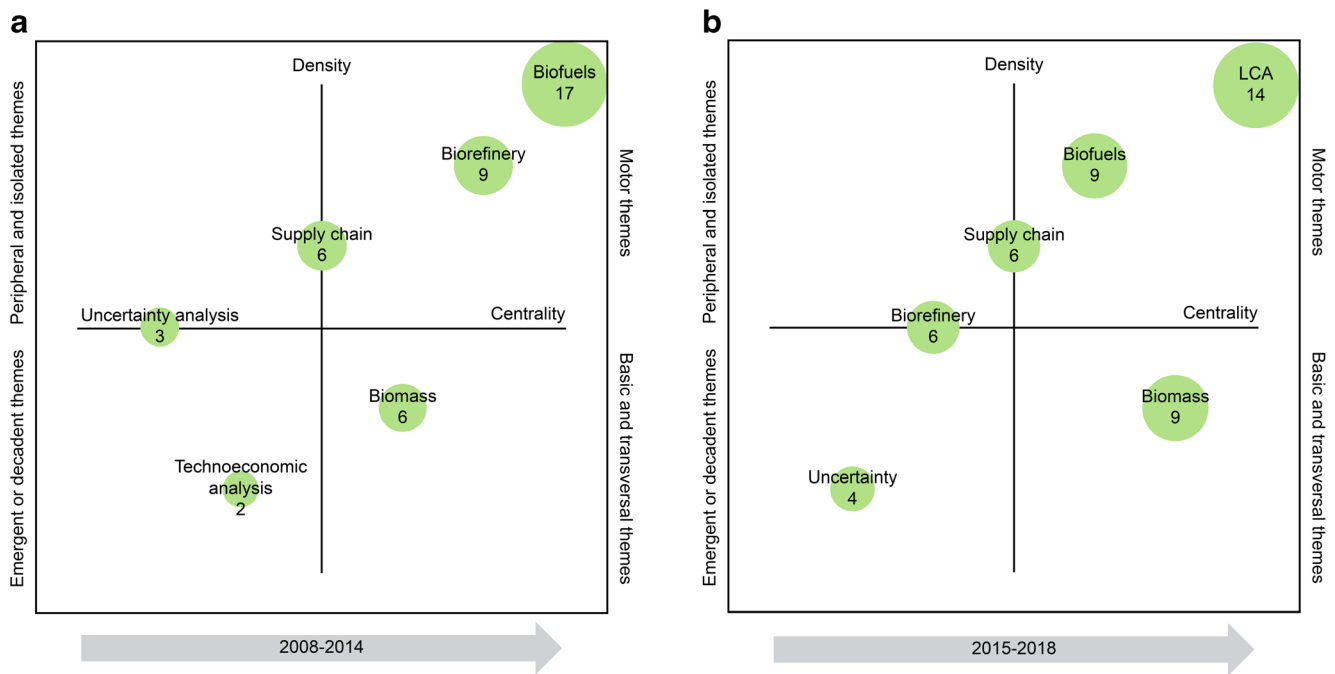 a
Density
Biofuels
17
Biorefinery
9
Supply chain
6
Uncertainty analysis
3
Centrality
Biomass
6
Technoeconomic
analysis
2
Peripheral and isolated themes
Emergent or decadent themes
Motor themes
Basic and transversal themes
2008-2014
b
Density
LCA
14
Biofuels
9
Supply chain
6
Biorefinery
6
Centrality
Biomass
9
Uncertainty
4
Peripheral and isolated themes
Emergent or decadent themes
Motor themes
Basic and transversal themes
2015-2018